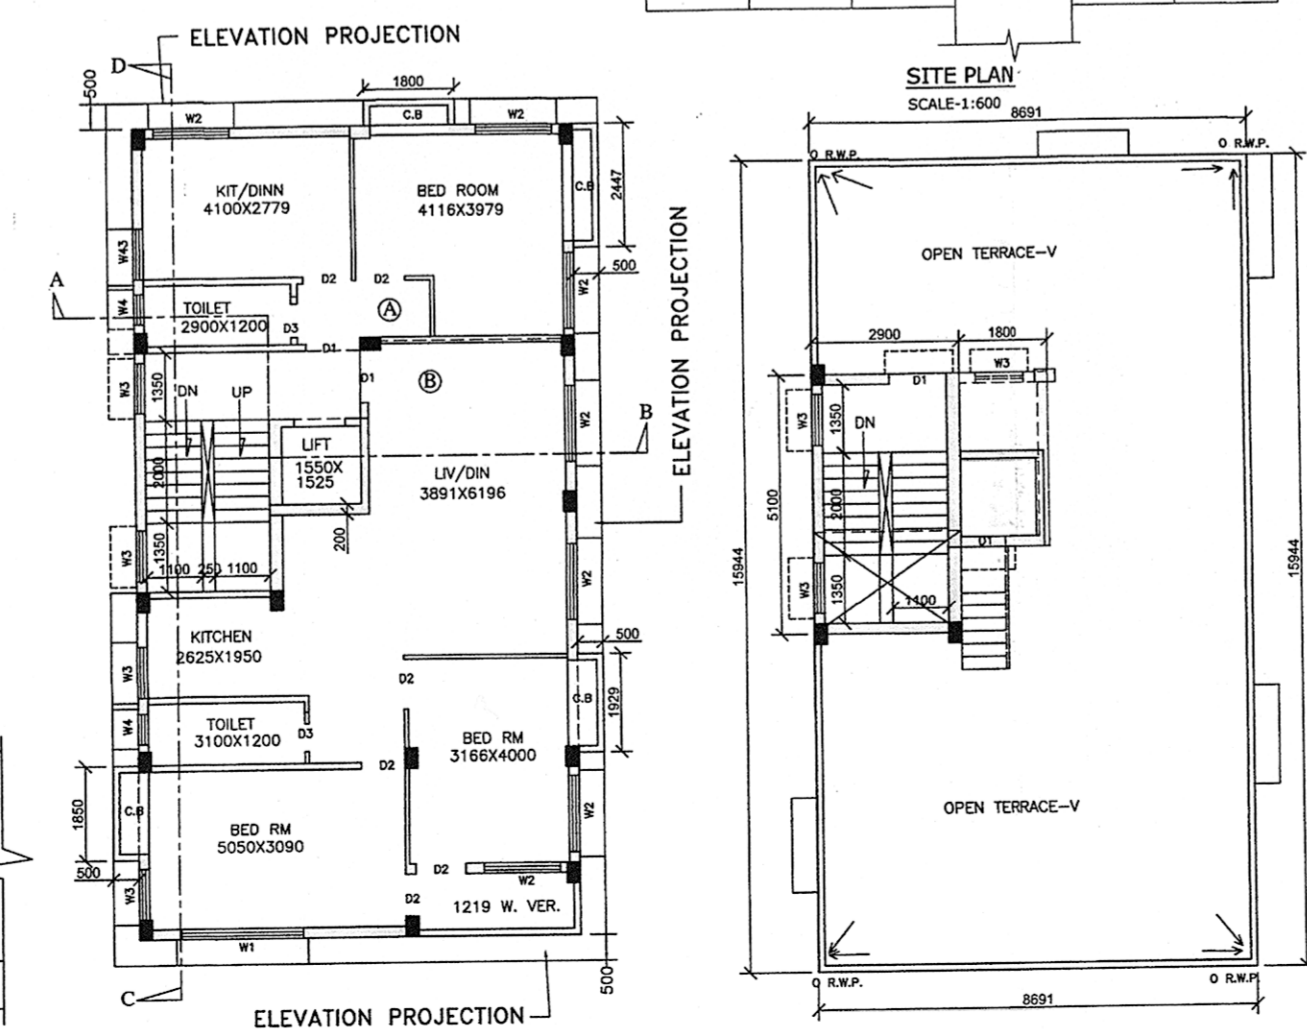 ELEVATION PROJECTION
D
500
1800
W2
C.B
W2
KIT/DINN
4100X2779
BED ROOM
4116X3979
C.B
2447
W43
A
W4
TOILET
2900X1200
D2
D2
A
D3
D1
500
W2
ELEVATION PROJECTION
W3
1350
DN
UP
D1
B
W2
B
LIFT
1550X
1525
2000
LIV/DIN
3891X6196
200
W3
1350
1100
250
1100
W2
KITCHEN
2625X1950
500
W3
D2
C.B
1929
W4
TOILET
3100X1200
D3
BED RM
3166X4000
D2
1850
C.B
BED RM
5050X3090
W2
500
D2
W2
W3
D2
1219 W. VER.
W1
C
500
ELEVATION PROJECTION
SITE PLAN
SCALE-1:600
8691
O R.W.P.
O R.W.P.
OPEN TERRACE-V
2900
1800
W3
D1
W3
1350
DN
5100
2000
D1
15944
15944
W3
1350
1100
OPEN TERRACE-V
O R.W.P.
O R.W.P
8691